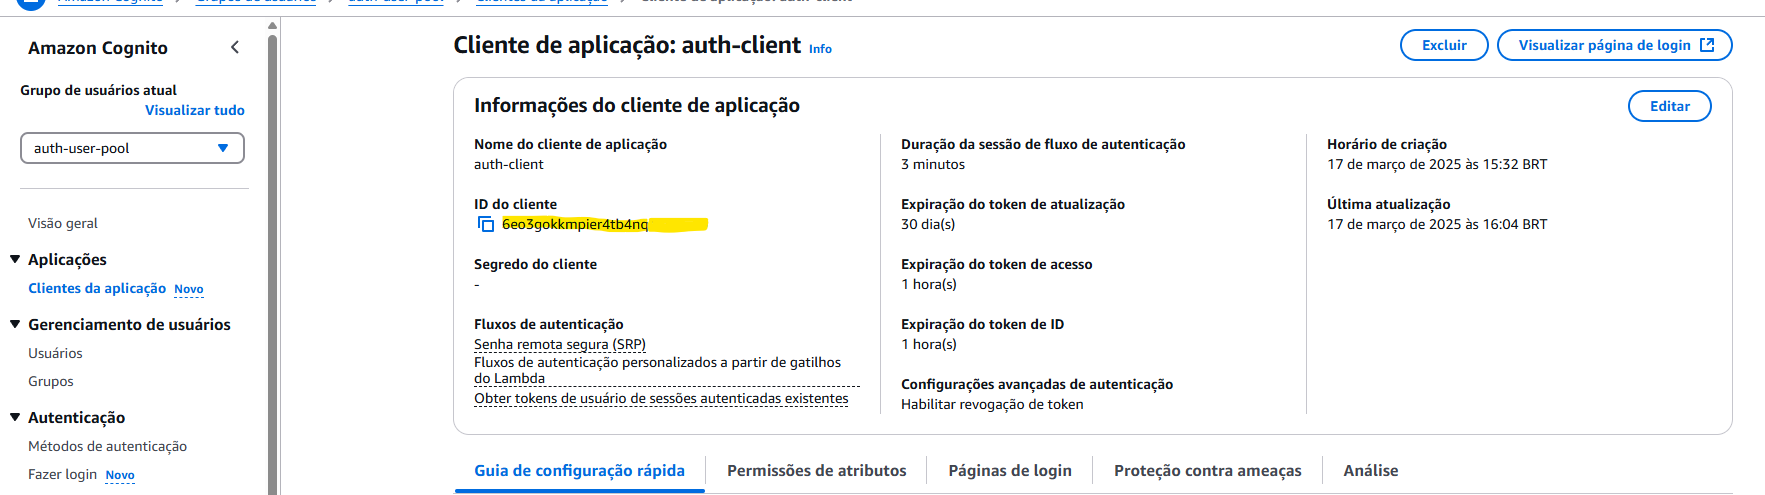 Amazon Cognito
Grupos de usuários
auth-user-pool
Clientes da aplicação
Cliente de aplicação: auth-client
Amazon Cognito
Grupo de usuários atual
Visualizar tudo
auth-user-pool
Visão geral
Aplicações
Clientes da aplicação Novo
Gerenciamento de usuários
Usuários
Grupos
Autenticação
Métodos de autenticação
Fazer login Novo
Cliente de aplicação: auth-client Info
Excluir
Visualizar página de login
Informações do cliente de aplicação
Editar
Nome do cliente de aplicação
auth-client
ID do cliente
6eo3gokkmpier4tb4nq
Segredo do cliente
-
Fluxos de autenticação
Senha remota segura (SRP)
Fluxos de autenticação personalizados a partir de gatilhos
do Lambda
Obter tokens de usuário de sessões autenticadas existentes
Duração da sessão de fluxo de autenticação
3 minutos
Expiração do token de atualização
30 dia(s)
Expiração do token de acesso
1 hora(s)
Expiração do token de ID
1 hora(s)
Configurações avançadas de autenticação
Habilitar revogação de token
Horário de criação
17 de março de 2025 às 15:32 BRT
Última atualização
17 de março de 2025 às 16:04 BRT
Guia de configuração rápida
Permissões de atributos
Páginas de login
Proteção contra ameaças
Análise